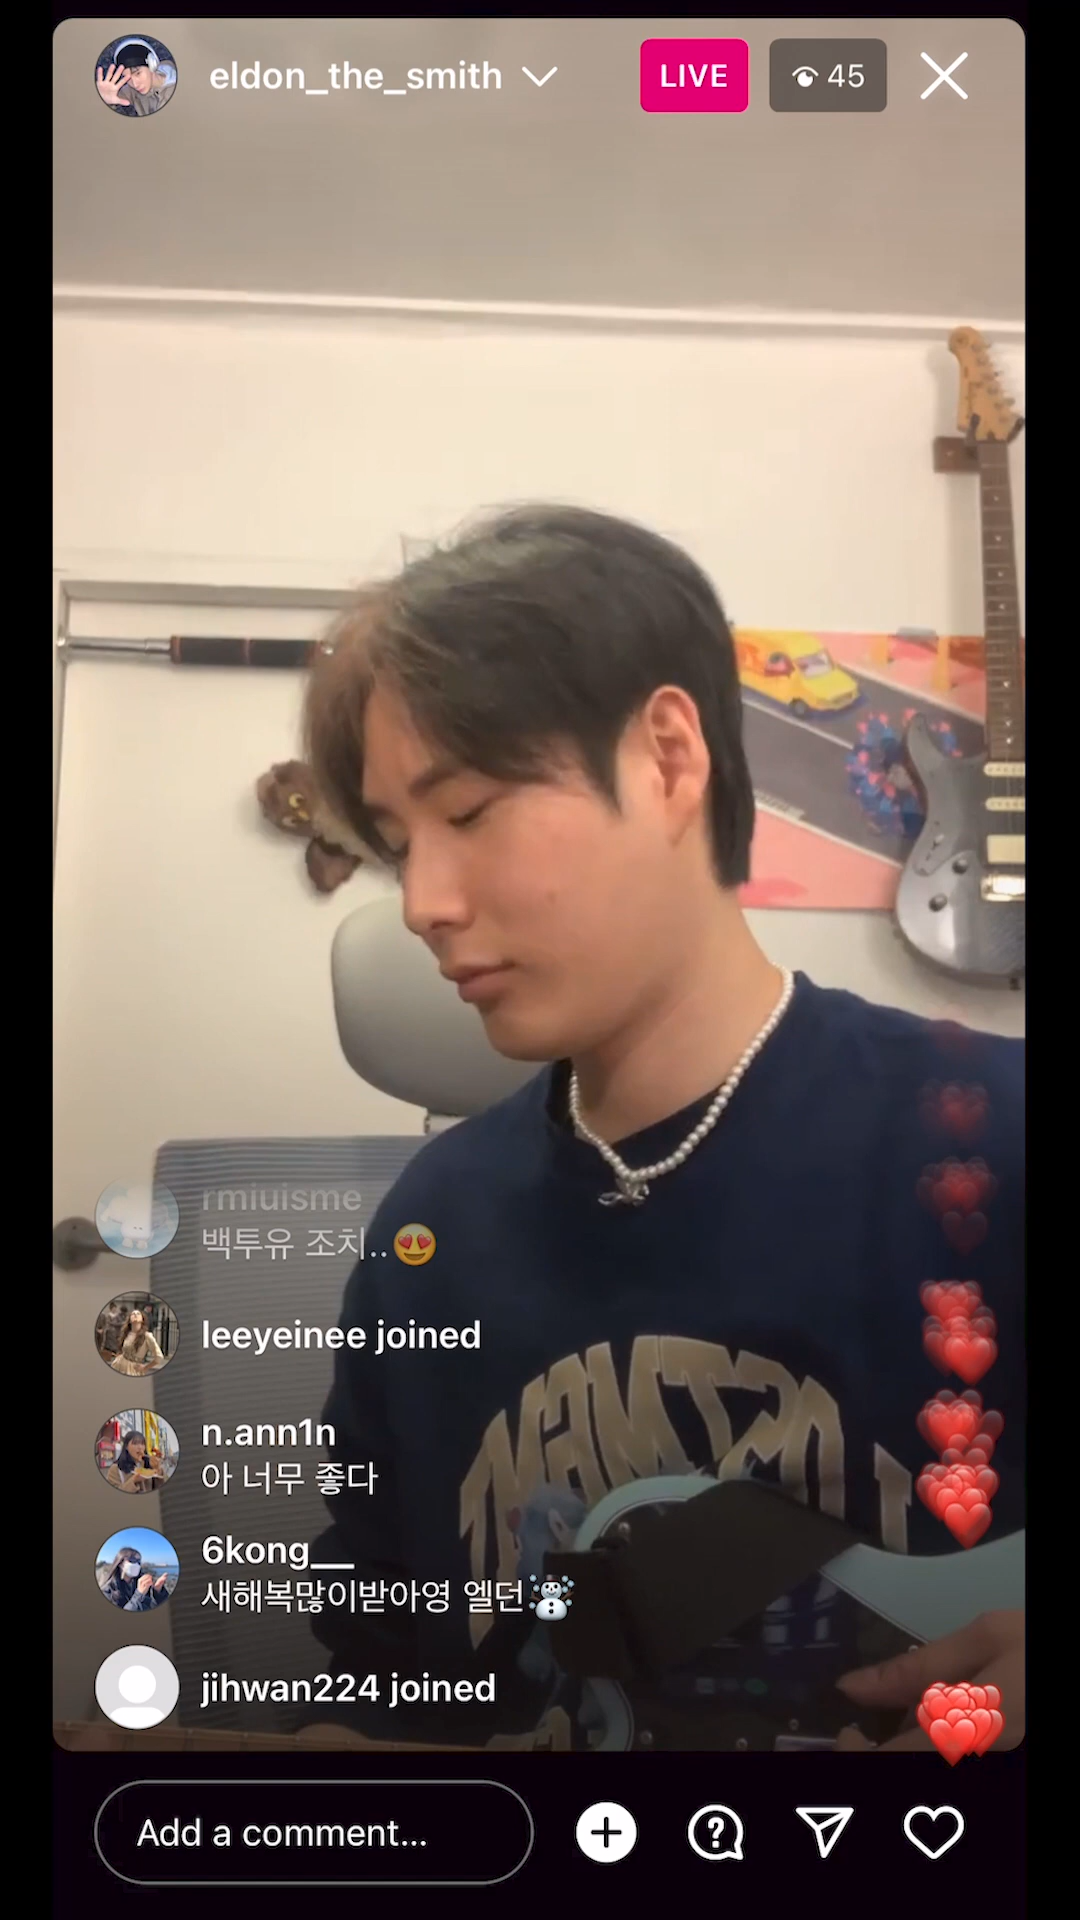 eldon_the_smith
LIVE
45
rmiuisme
백투유 조치..😍
leeyeinee joined
n.ann1n
아 너무 좋다
6kong__
새해복많이받아영 엘던☃️
jihwan224 joined
LOSTMEWT
Add a comment...